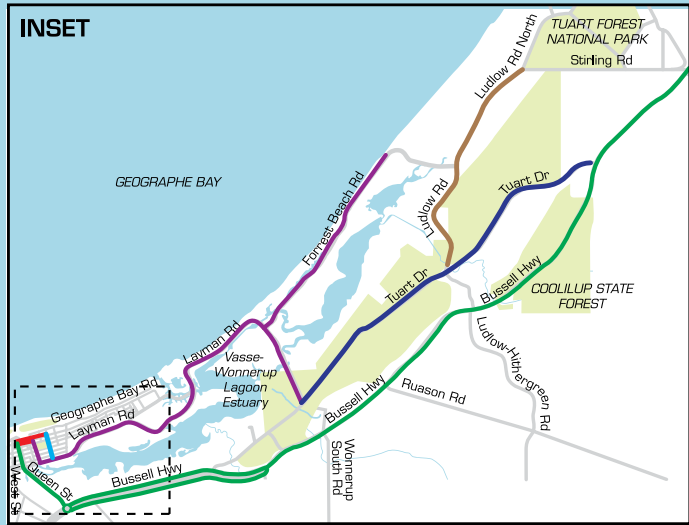 INSET
TUART FOREST
NATIONAL PARK
Stirling Rd
Ludlow Rd North
GEOGRAPHE BAY
Tuart Dr
Forrest Beach Rd
Ludlow Rd
Tuart Dr
Bussell Hwy
COOLILUP STATE
FOREST
Layman Rd
Vasse-
Wonnerup
Lagoon
Estuary
Ludlow-Hithergreen Rd
Geographe Bay Rd
Layman Rd
Bussell Hwy
Ruason Rd
Wonnerup
South Rd
Queen St
Bussell Hwy
West St